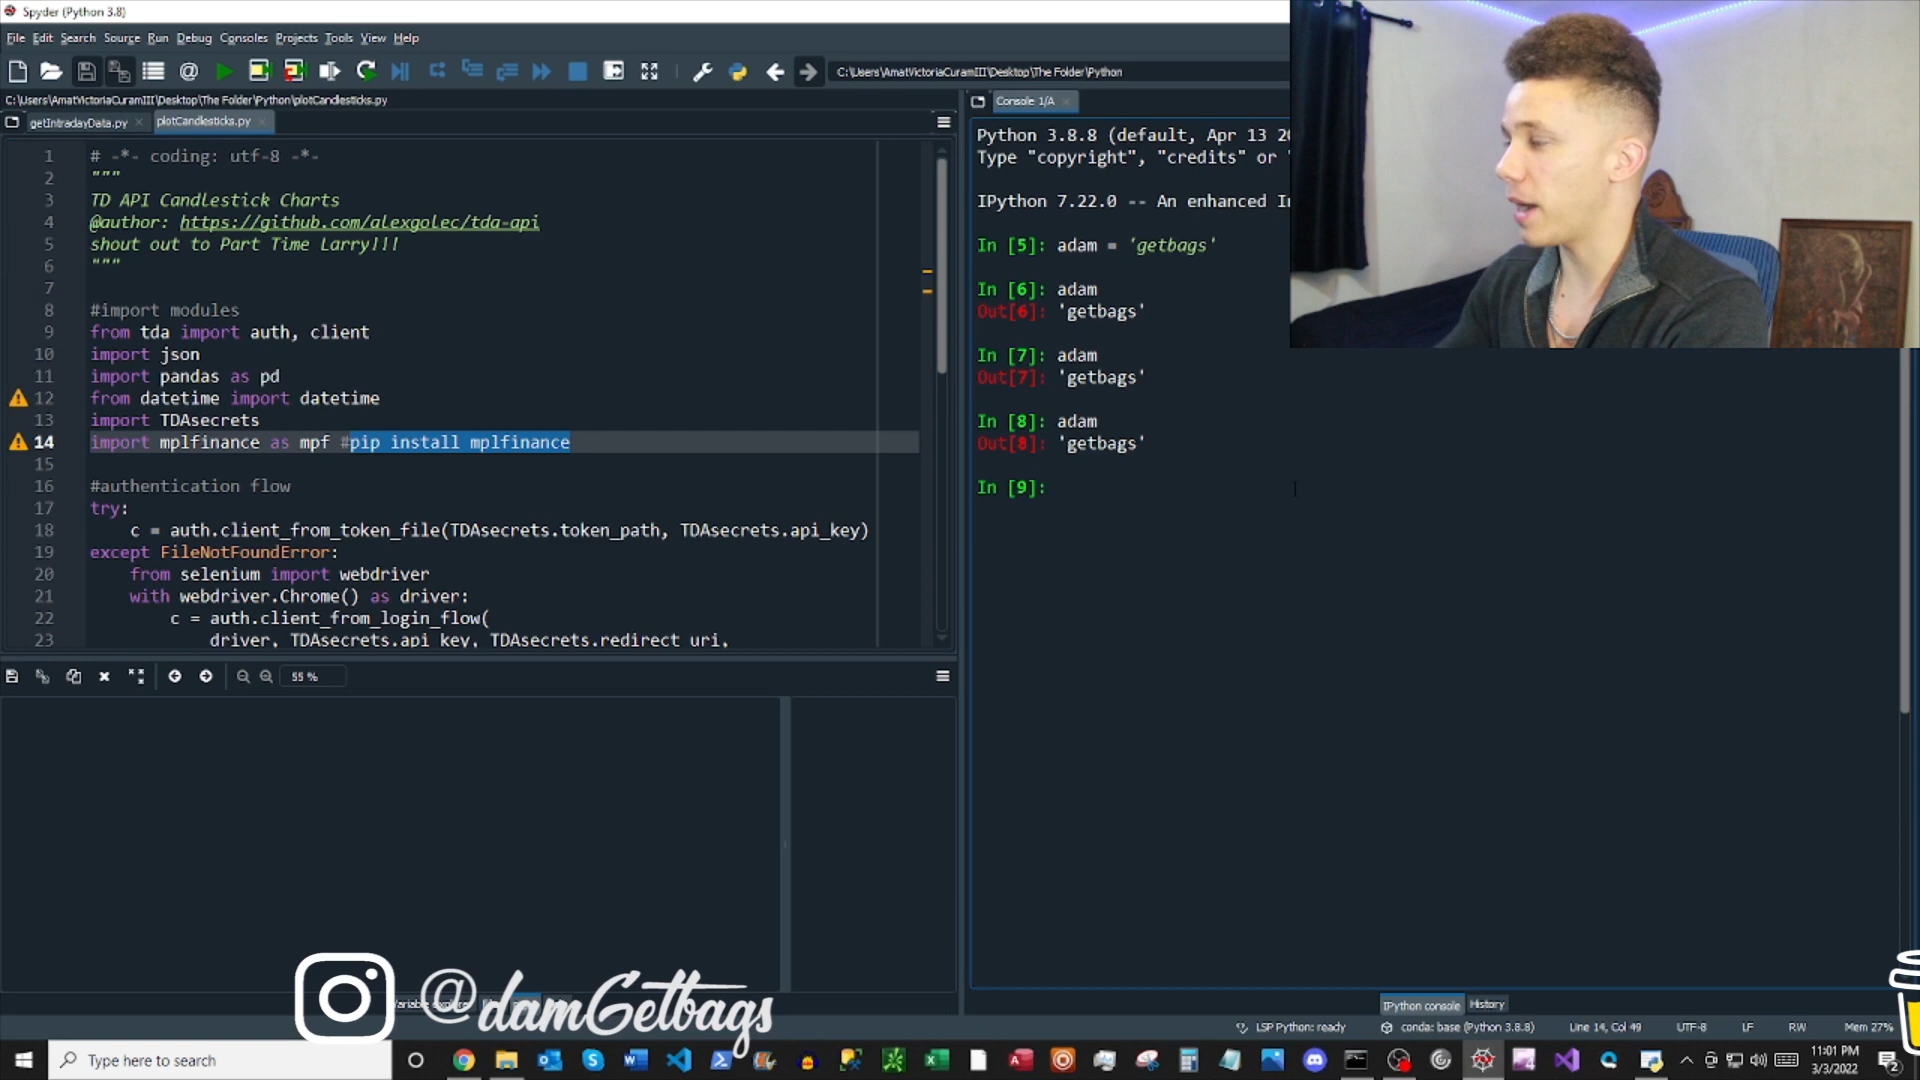 Spyder (Python 3.8)
File Edit Search Source Run Debug Consoles Projects Tools View Help
C:\Users\AmatVictoriaCuramIII\Desktop\The Folder\Python
C:\Users\AmatVictoriaCuramIII\Desktop\The Folder\Python\plotCandlesticks.py
getIntradayData.py plotCandlesticks.py
1 # -*- coding: utf-8 -*-
2 """
3 TD API Candlestick Charts
4 @author: https://github.com/alexgolec/tda-api
5 shout out to Part Time Larry!!!
6 """
7
8 #import modules
9 from tda import auth, client
10 import json
11 import pandas as pd
12 from datetime import datetime
13 import TDAsecrets
14 import mplfinance as mpf #pip install mplfinance
15
16 #authentication flow
17 try:
18 c = auth.client_from_token_file(TDAsecrets.token_path, TDAsecrets.api_key)
19 except FileNotFoundError:
20 from selenium import webdriver
21 with webdriver.Chrome() as driver:
22 c = auth.client_from_login_flow(
23 driver, TDAsecrets.api_key, TDAsecrets.redirect_uri,
55 %
Console 1/A
Python 3.8.8 (default, Apr 13 20
Type "copyright", "credits" or
IPython 7.22.0 -- An enhanced In
In [5]: adam = 'getbags'
In [6]: adam
Out[6]: 'getbags'
In [7]: adam
Out[7]: 'getbags'
In [8]: adam
Out[8]: 'getbags'
In [9]:
@damGetbags
IPython console History
LSP Python: ready conda: base (Python 3.8.8) Line 14, Col 49 UTF-8 LF RW Mem 27%
Type here to search
11:01 PM
3/3/2022
2